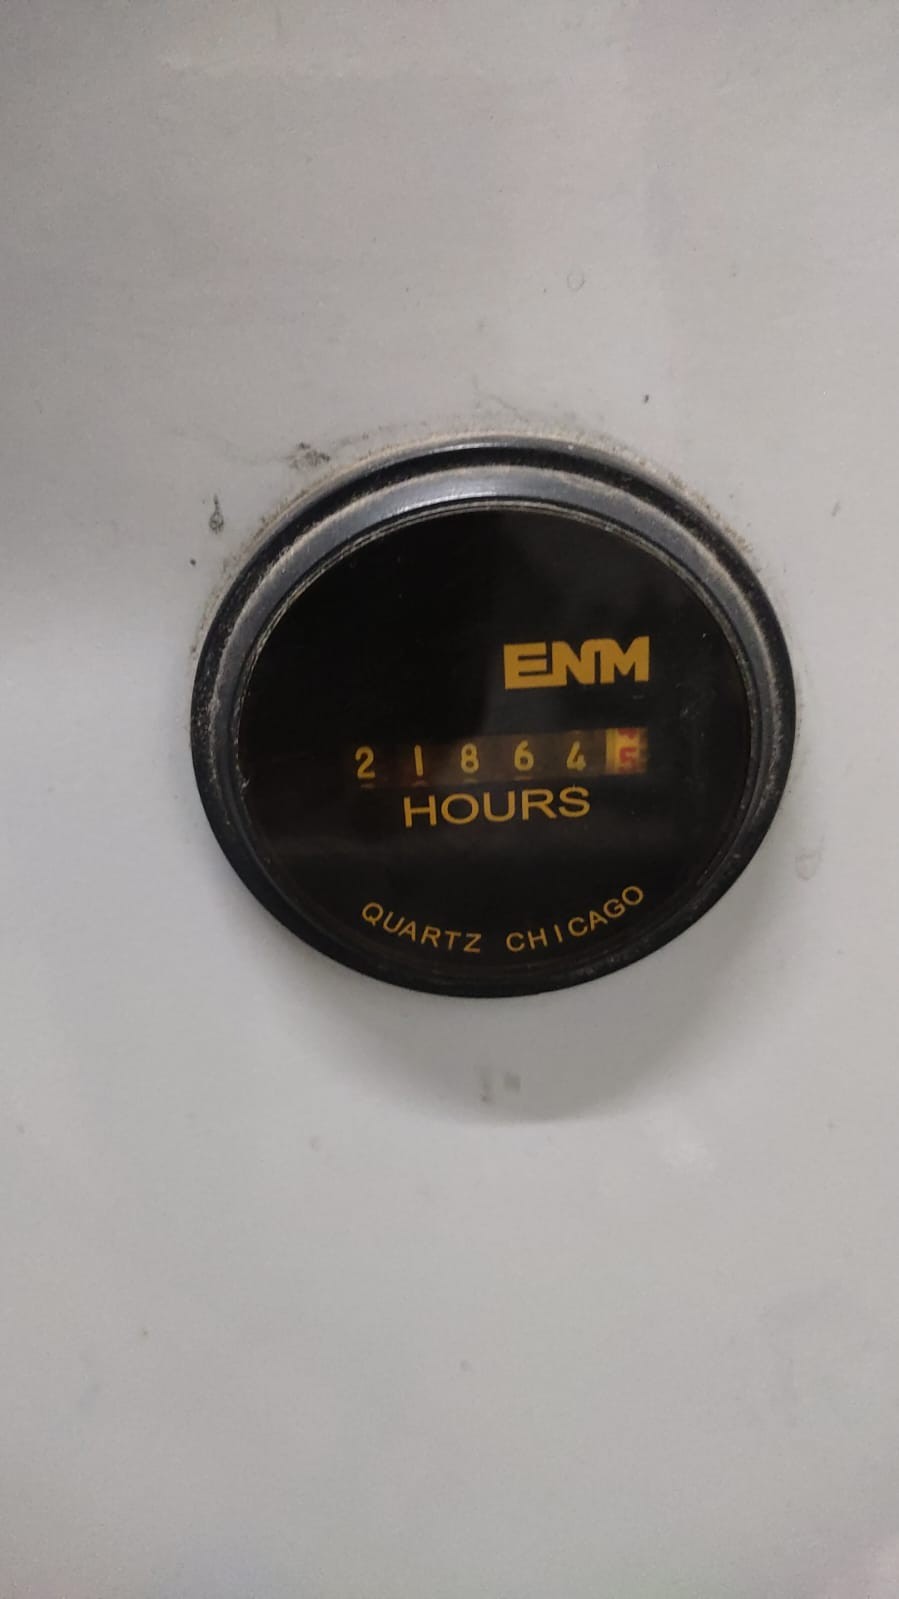 ENM
21864
HOURS
QUARTZ CHICAGO